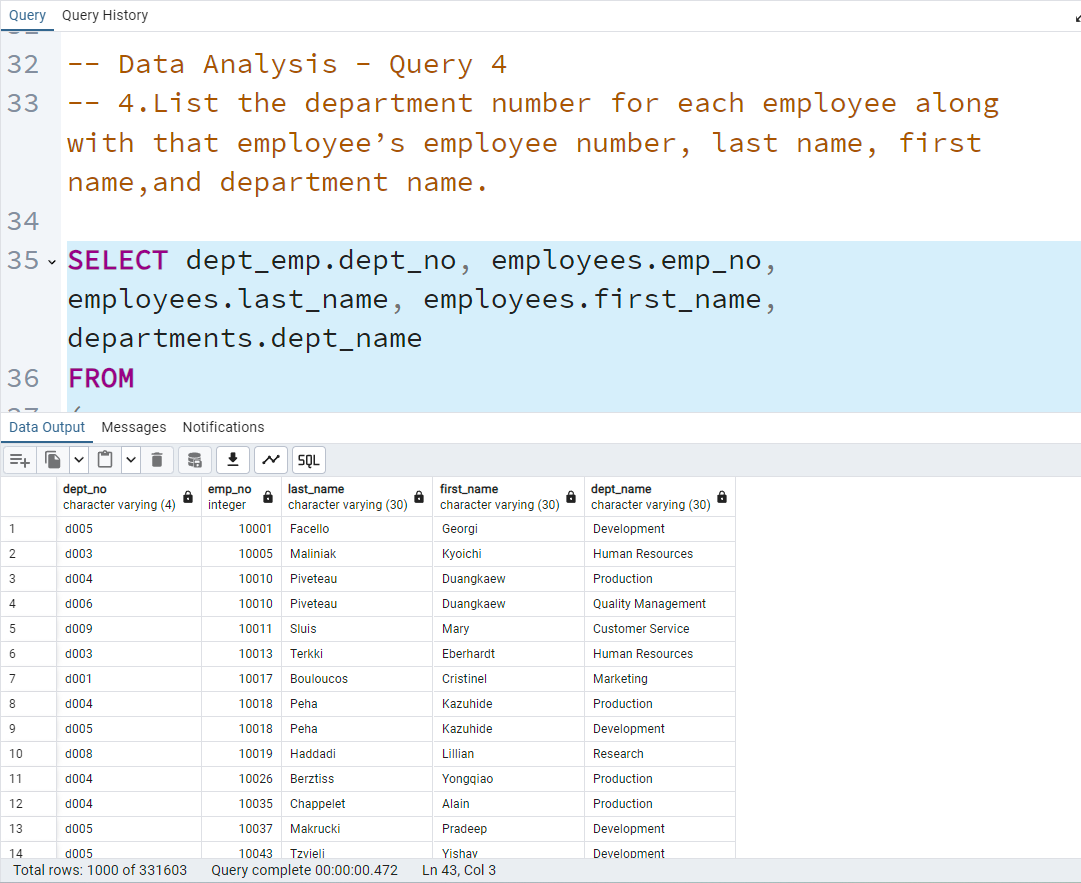 Query Query History
32 -- Data Analysis - Query 4
33 -- 4.List the department number for each employee along
with that employee’s employee number, last name, first
name,and department name.
34
35 SELECT dept_emp.dept_no, employees.emp_no,
employees.last_name, employees.first_name,
departments.dept_name
36 FROM
Data Output Messages Notifications
SQL
dept_no emp_no last_name first_name dept_name
character varying (4) integer character varying (30) character varying (30) character varying (30)
1 d005 10001 Facello Georgi Development
2 d003 10005 Maliniak Kyoichi Human Resources
3 d004 10010 Piveteau Duangkaew Production
4 d006 10010 Piveteau Duangkaew Quality Management
5 d009 10011 Sluis Mary Customer Service
6 d003 10013 Terkki Eberhardt Human Resources
7 d001 10017 Bouloucos Cristinel Marketing
8 d004 10018 Peha Kazuhide Production
9 d005 10018 Peha Kazuhide Development
10 d008 10019 Haddadi Lillian Research
11 d004 10026 Berztiss Yongqiao Production
12 d004 10035 Chappelet Alain Production
13 d005 10037 Makrucki Pradeep Development
14 d005 10043 Tzvieli Yishay Development
Total rows: 1000 of 331603 Query complete 00:00:00.472 Ln 43, Col 3